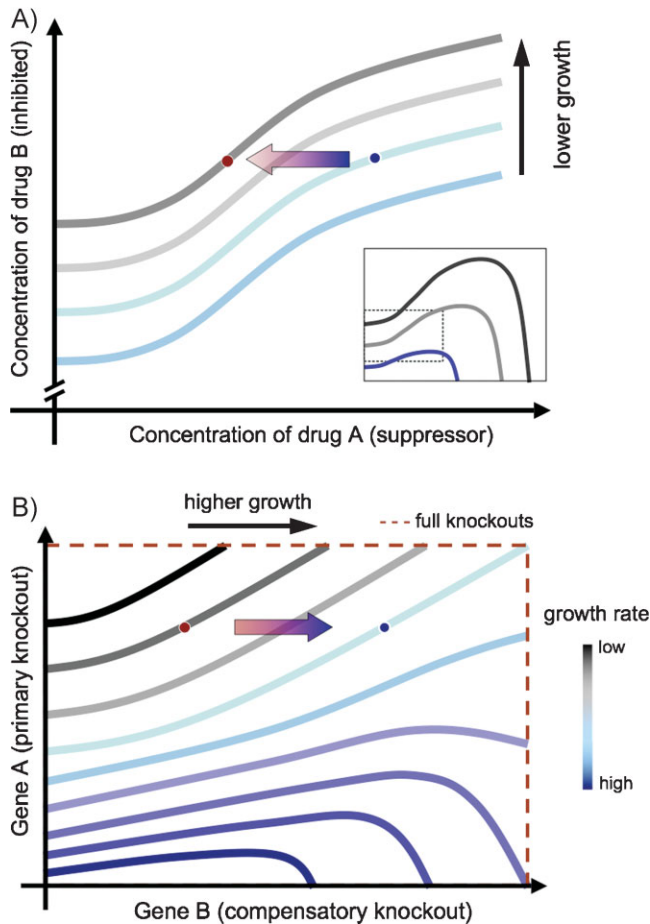 A)
Concentration of drug B (inhibited)
lower growth
Concentration of drug A (suppressor)
B)
higher growth
full knockouts
growth rate
low
high
Gene A (primary knockout)
Gene B (compensatory knockout)